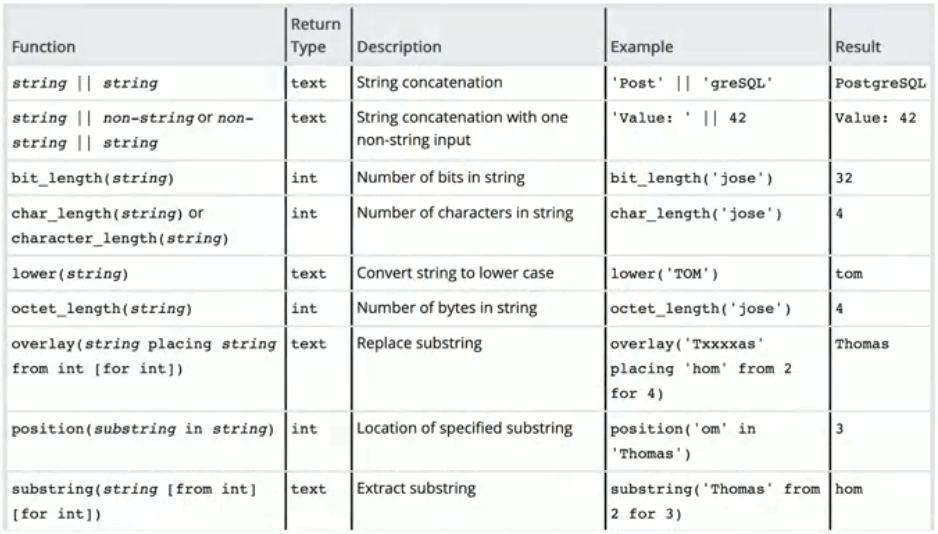 Function Return Type Description Example Result
string || string text String concatenation 'Post' || 'greSQL' PostgreSQL
string || non-string or non-string || string text String concatenation with one non-string input 'Value: ' || 42 Value: 42
bit_length(string) int Number of bits in string bit_length('jose') 32
char_length(string) or character_length(string) int Number of characters in string char_length('jose') 4
lower(string) text Convert string to lower case lower('TOM') tom
octet_length(string) int Number of bytes in string octet_length('jose') 4
overlay(string placing string from int [for int]) text Replace substring overlay('Txxxxas' placing 'hom' from 2 for 4) Thomas
position(substring in string) int Location of specified substring position('om' in 'Thomas') 3
substring(string [from int] [for int]) text Extract substring substring('Thomas' from 2 for 3) hom